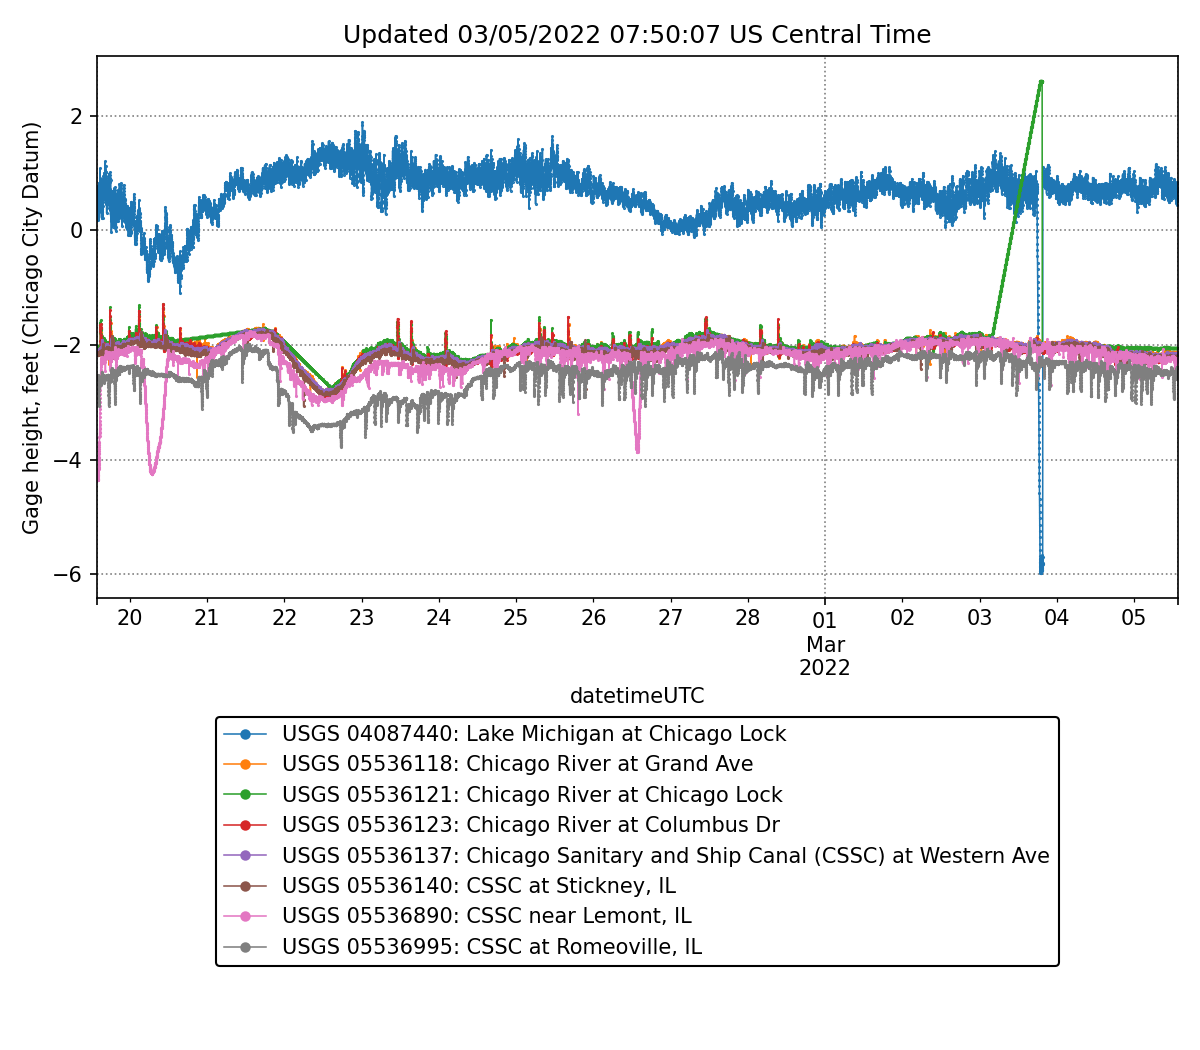 Updated 03/05/2022 07:50:07 US Central Time
Gage height, feet (Chicago City Datum)
2
0
−2
−4
−6
20 21 22 23 24 25 26 27 28 01 02 03 04 05
Mar
2022
datetimeUTC
USGS 04087440: Lake Michigan at Chicago Lock
USGS 05536118: Chicago River at Grand Ave
USGS 05536121: Chicago River at Chicago Lock
USGS 05536123: Chicago River at Columbus Dr
USGS 05536137: Chicago Sanitary and Ship Canal (CSSC) at Western Ave
USGS 05536140: CSSC at Stickney, IL
USGS 05536890: CSSC near Lemont, IL
USGS 05536995: CSSC at Romeoville, IL